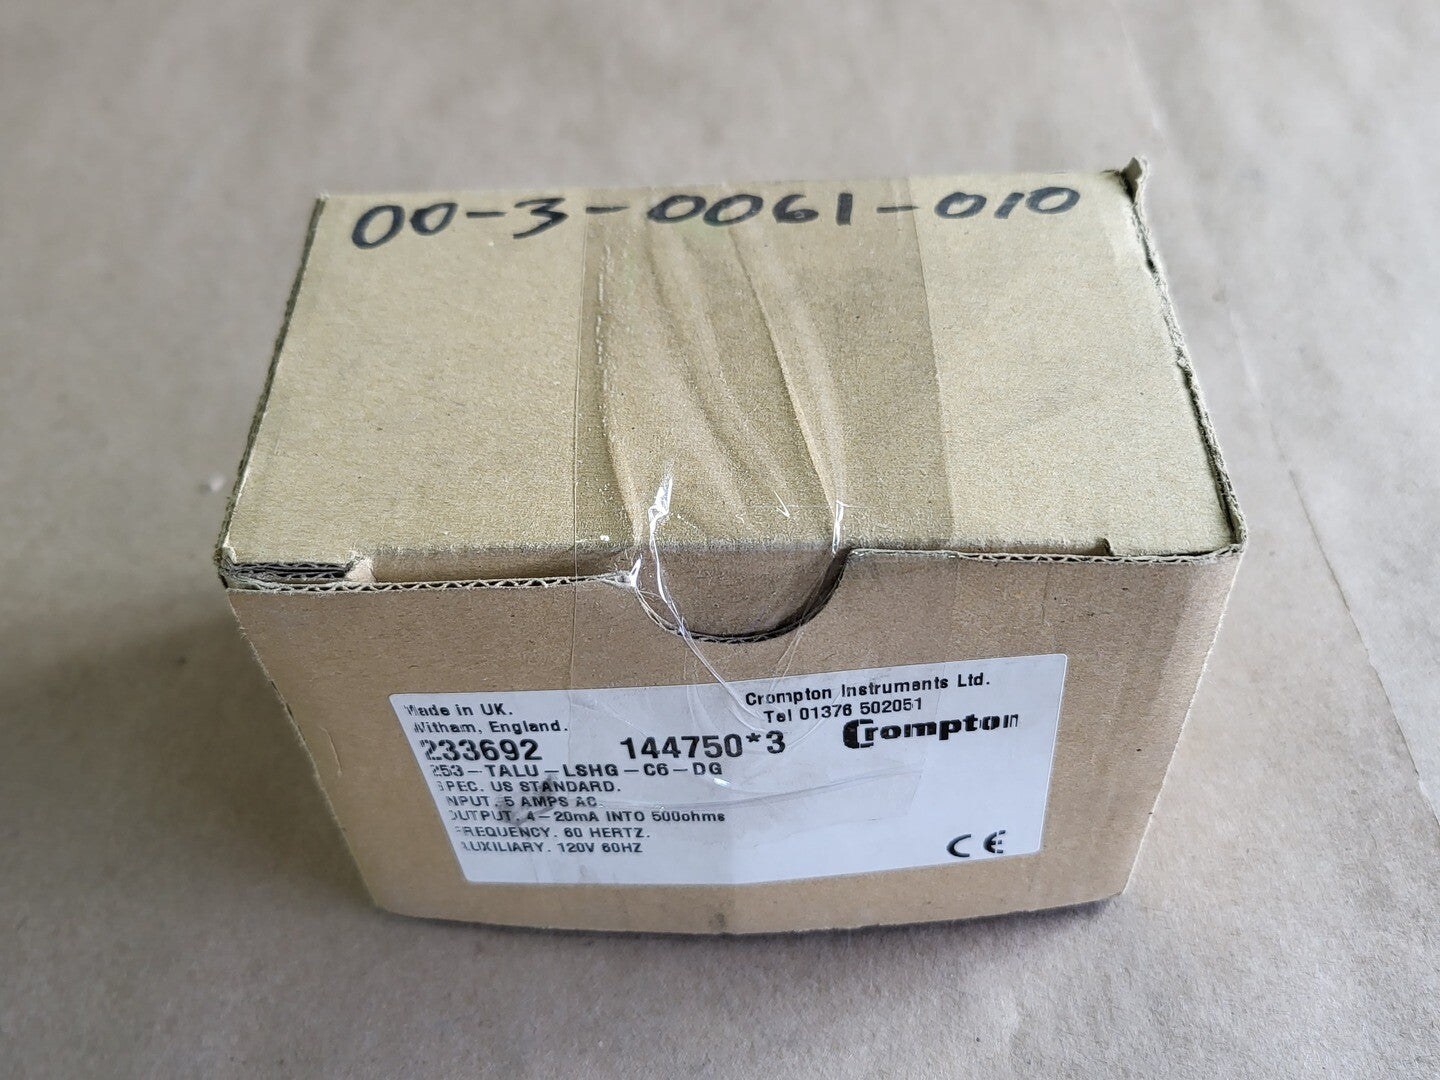 00-3-0061-010
Made in UK.
Witham, England.
Crompton Instruments Ltd.
Tel 01376 502051
Crompton
233692 144750*3
253-TALU-LSHG-C6-DG
SPEC. US STANDARD.
INPUT. 5 AMPS AC.
OUTPUT. 4-20mA INTO 500ohms
FREQUENCY. 60 HERTZ.
AUXILIARY. 120V 60HZ
CE